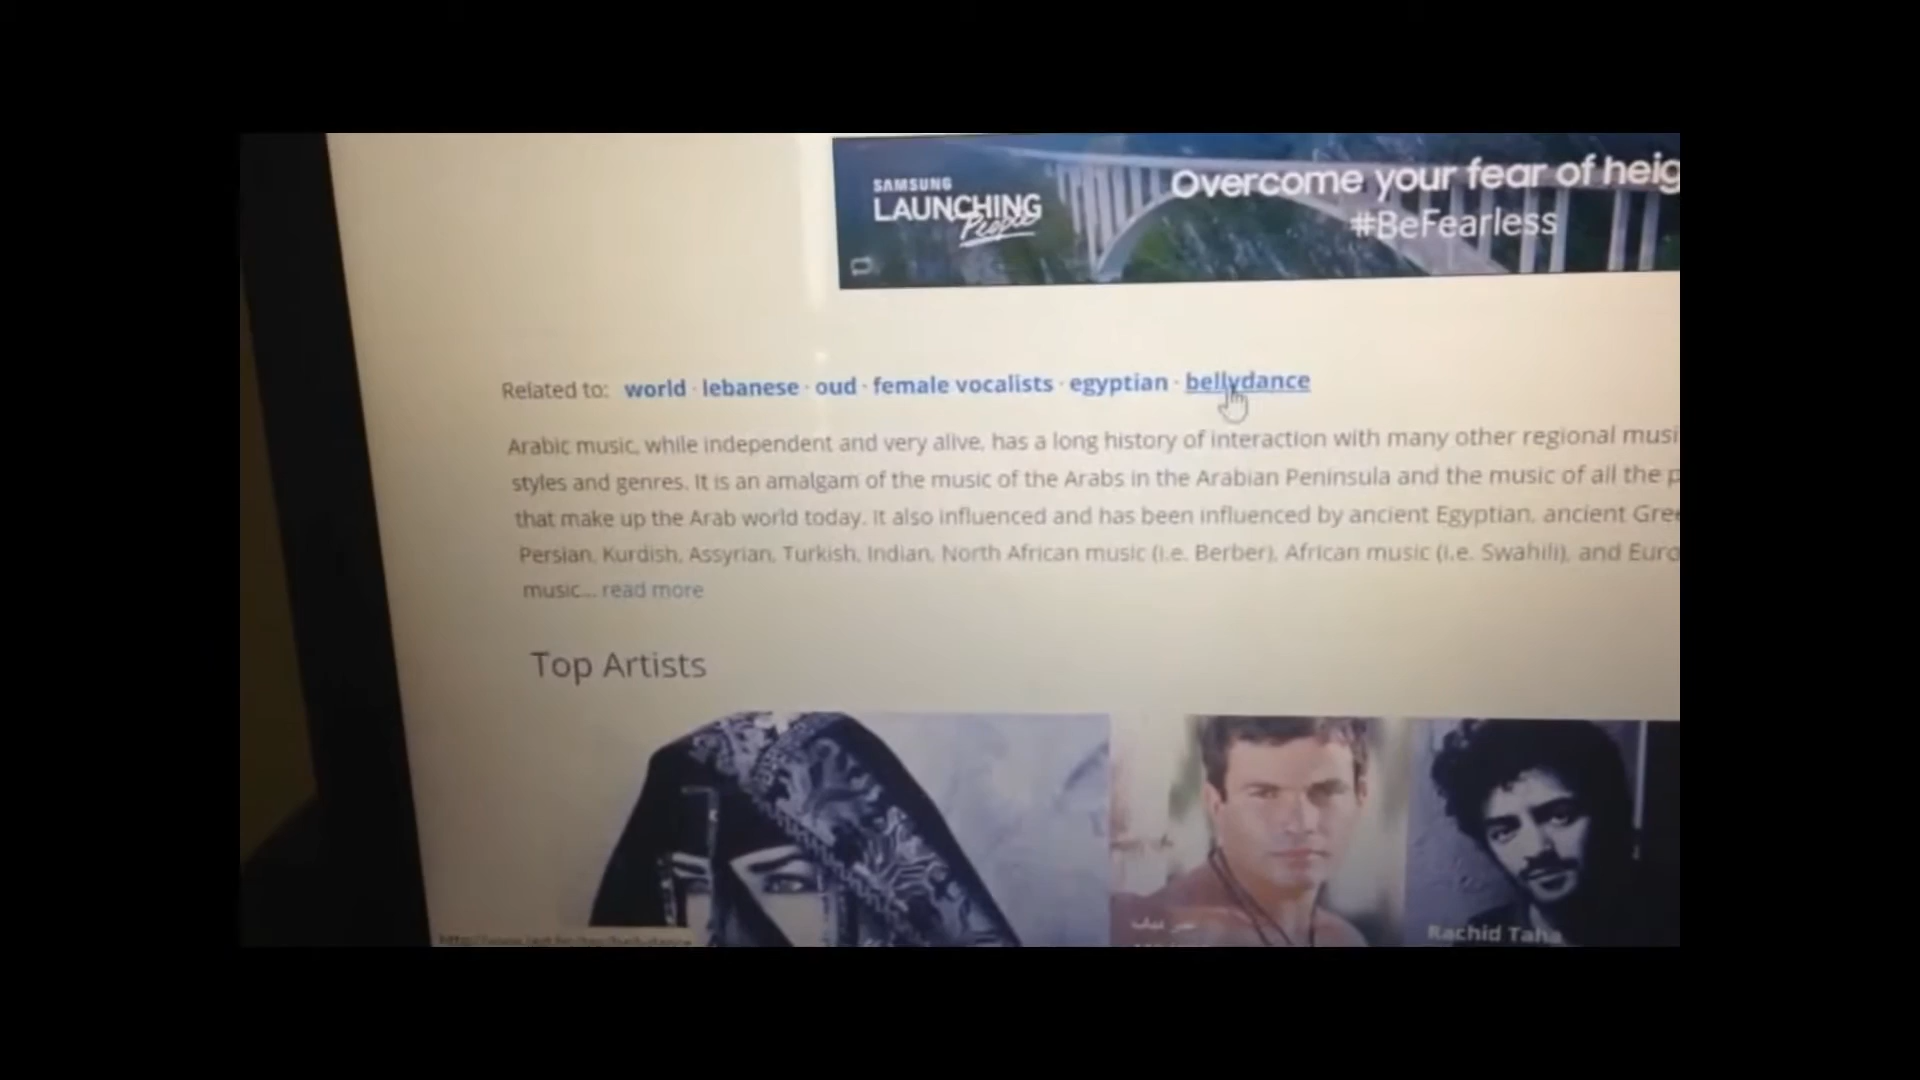 SAMSUNG
LAUNCHING
People
Overcome your fear of heig
#BeFearless
Related to: world · lebanese · oud · female vocalists · egyptian · bellydance
Arabic music, while independent and very alive, has a long history of interaction with many other regional musi
styles and genres. It is an amalgam of the music of the Arabs in the Arabian Peninsula and the music of all the p
that make up the Arab world today. It also influenced and has been influenced by ancient Egyptian, ancient Gree
Persian, Kurdish, Assyrian, Turkish, Indian, North African music (i.e. Berber), African music (i.e. Swahili), and Euro
music... read more
Top Artists
Rachid Taha